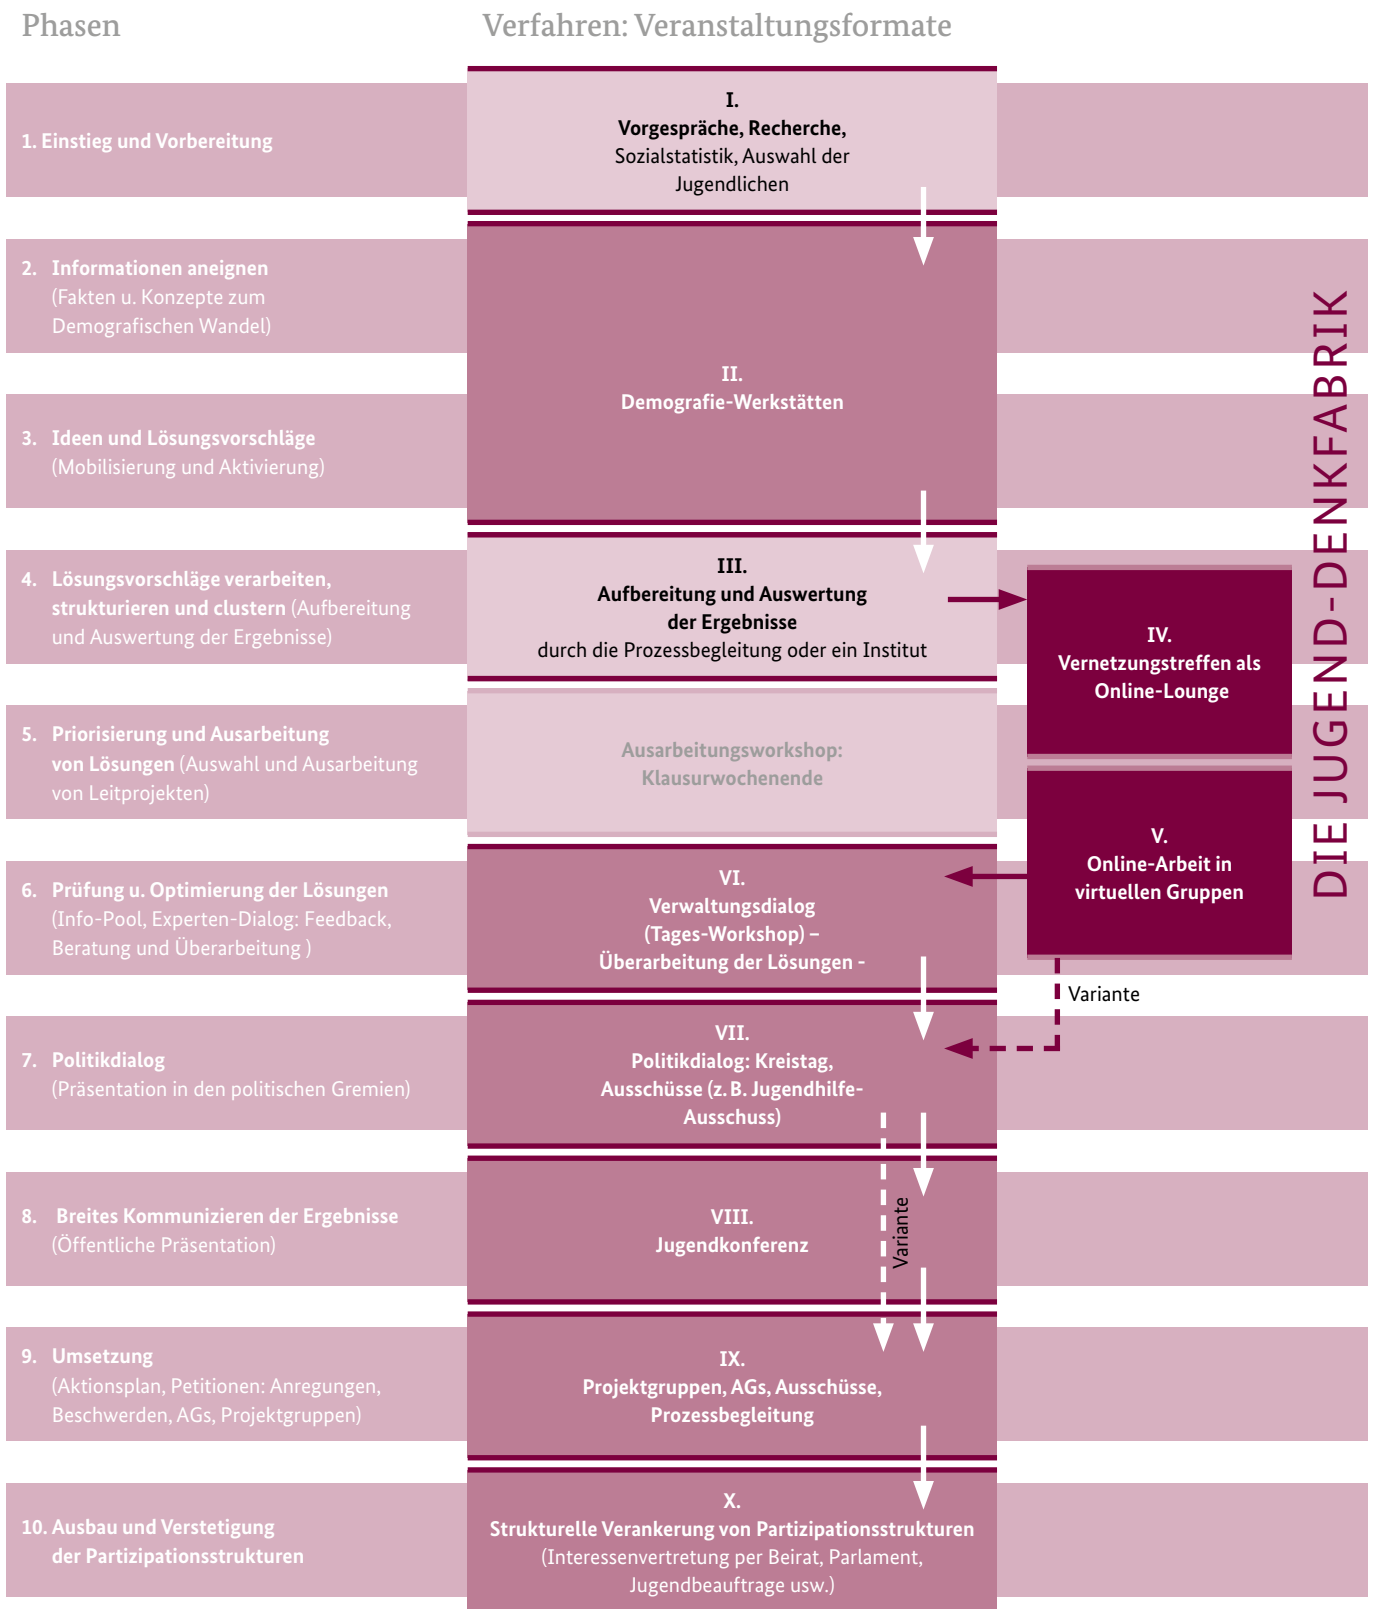 Phasen
Verfahren: Veranstaltungsformate
1. Einstieg und Vorbereitung
I.
Vorgespräche, Recherche,
Sozialstatistik, Auswahl der
Jugendlichen
2. Informationen aneignen
(Fakten u. Konzepte zum
Demografischen Wandel)
II.
Demografie-Werkstätten
3. Ideen und Lösungsvorschläge
(Mobilisierung und Aktivierung)
4. Lösungsvorschläge verarbeiten,
strukturieren und clustern (Aufbereitung
und Auswertung der Ergebnisse)
III.
Aufbereitung und Auswertung
der Ergebnisse
durch die Prozessbegleitung oder ein Institut
IV.
Vernetzungstreffen als
Online-Lounge
DIE JUGEND-DENKFABRIK
5. Priorisierung und Ausarbeitung
von Lösungen (Auswahl und Ausarbeitung
von Leitprojekten)
Ausarbeitungsworkshop:
Klausurwochenende
V.
Online-Arbeit in
virtuellen Gruppen
6. Prüfung u. Optimierung der Lösungen
(Info-Pool, Experten-Dialog: Feedback,
Beratung und Überarbeitung )
VI.
Verwaltungsdialog
(Tages-Workshop) –
Überarbeitung der Lösungen -
Variante
7. Politikdialog
(Präsentation in den politischen Gremien)
VII.
Politikdialog: Kreistag,
Ausschüsse (z. B. Jugendhilfe-
Ausschuss)
8. Breites Kommunizieren der Ergebnisse
(Öffentliche Präsentation)
VIII.
Jugendkonferenz
Variante
9. Umsetzung
(Aktionsplan, Petitionen: Anregungen,
Beschwerden, AGs, Projektgruppen)
IX.
Projektgruppen, AGs, Ausschüsse,
Prozessbegleitung
10. Ausbau und Verstetigung
der Partizipationsstrukturen
X.
Strukturelle Verankerung von Partizipationsstrukturen
(Interessenvertretung per Beirat, Parlament,
Jugendbeauftrage usw.)